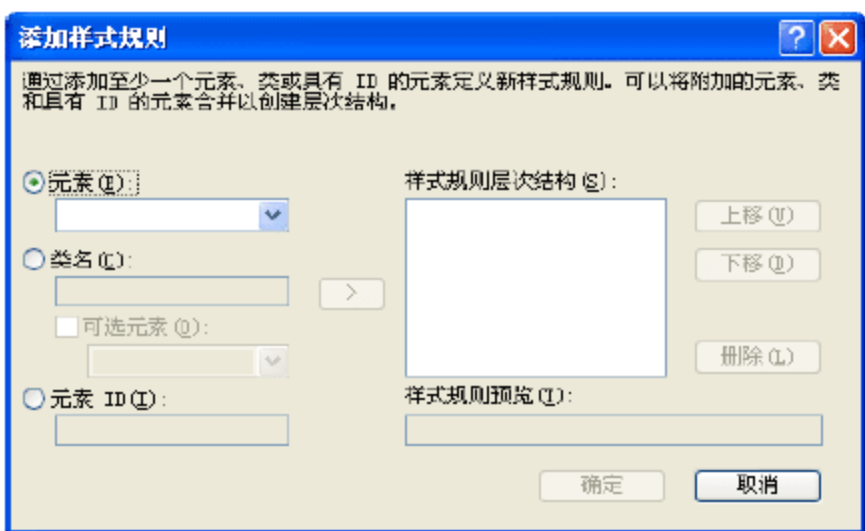 添加样式规则
通过添加至少一个元素、类或具有 ID 的元素定义新样式规则。可以将附加的元素、类
和具有 ID 的元素合并以创建层次结构。
元素(E):
样式规则层次结构(S):
上移(U)
类名(C):
下移(D)
>
可选元素(O):
删除(L)
元素 ID(I):
样式规则预览(T):
确定
取消